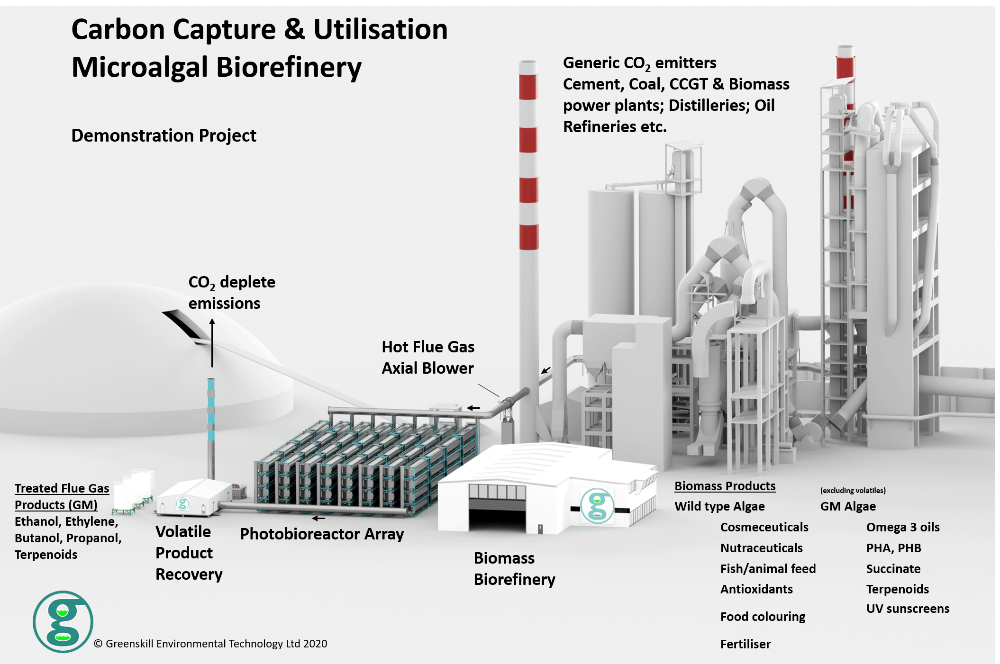 Carbon Capture & Utilisation
Microalgal Biorefinery
Demonstration Project
Generic CO₂ emitters
Cement, Coal, CCGT & Biomass
power plants; Distilleries; Oil
Refineries etc.
CO₂ deplete
emissions
Hot Flue Gas
Axial Blower
Treated Flue Gas
Products (GM)
Ethanol, Ethylene,
Butanol, Propanol,
Terpenoids
Volatile
Product
Recovery
Photobioreactor Array
Biomass
Biorefinery
Biomass Products
(excluding volatiles)
Wild type Algae
Cosmeceuticals
Nutraceuticals
Fish/animal feed
Antioxidants
Food colouring
Fertiliser
GM Algae
Omega 3 oils
PHA, PHB
Succinate
Terpenoids
UV sunscreens
g
g
g
© Greenskill Environmental Technology Ltd 2020